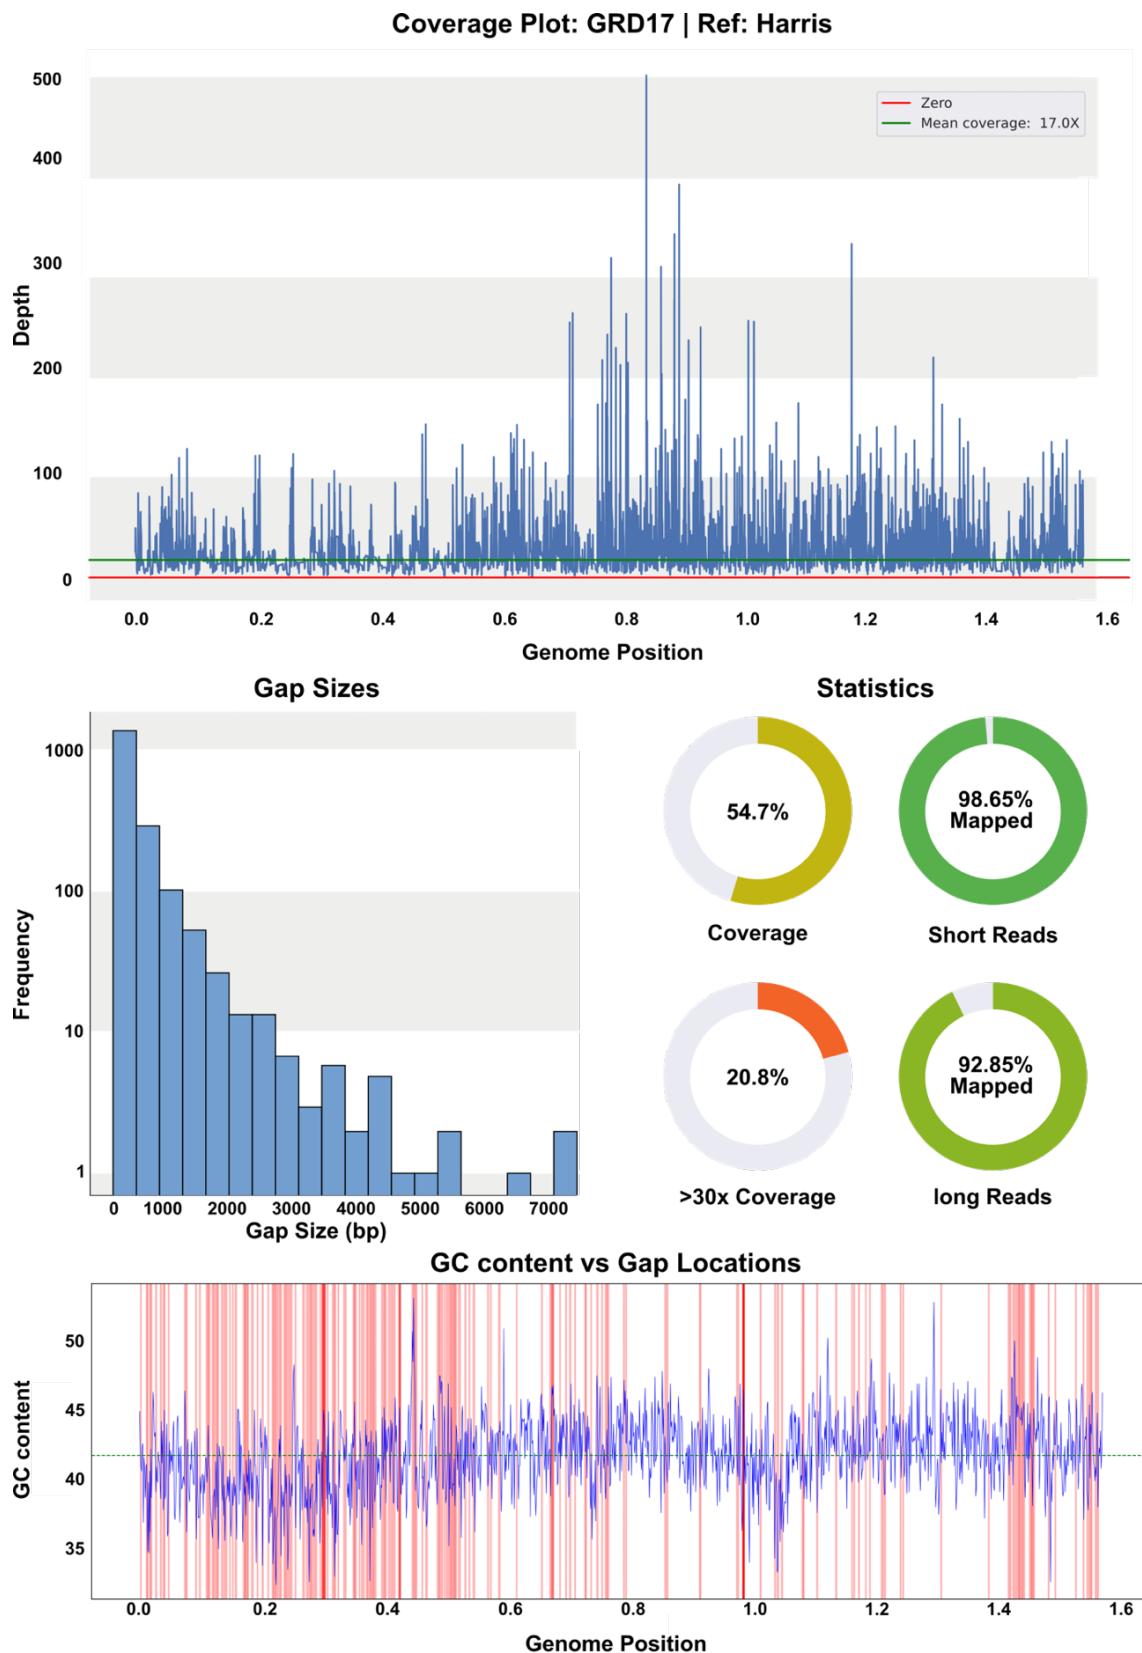 Coverage Plot: GRD17 | Ref: Harris
500
400
300
200
100
0
Depth
Zero
Mean coverage: 17.0X
0.0 0.2 0.4 0.6 0.8 1.0 1.2 1.4 1.6
Genome Position
Gap Sizes
1000
100
10
1
Frequency
0 1000 2000 3000 4000 5000 6000 7000
Gap Size (bp)
Statistics
54.7%
Coverage
98.65%
Mapped
Short Reads
20.8%
>30x Coverage
92.85%
Mapped
long Reads
GC content vs Gap Locations
50
45
40
35
GC content
0.0 0.2 0.4 0.6 0.8 1.0 1.2 1.4 1.6
Genome Position